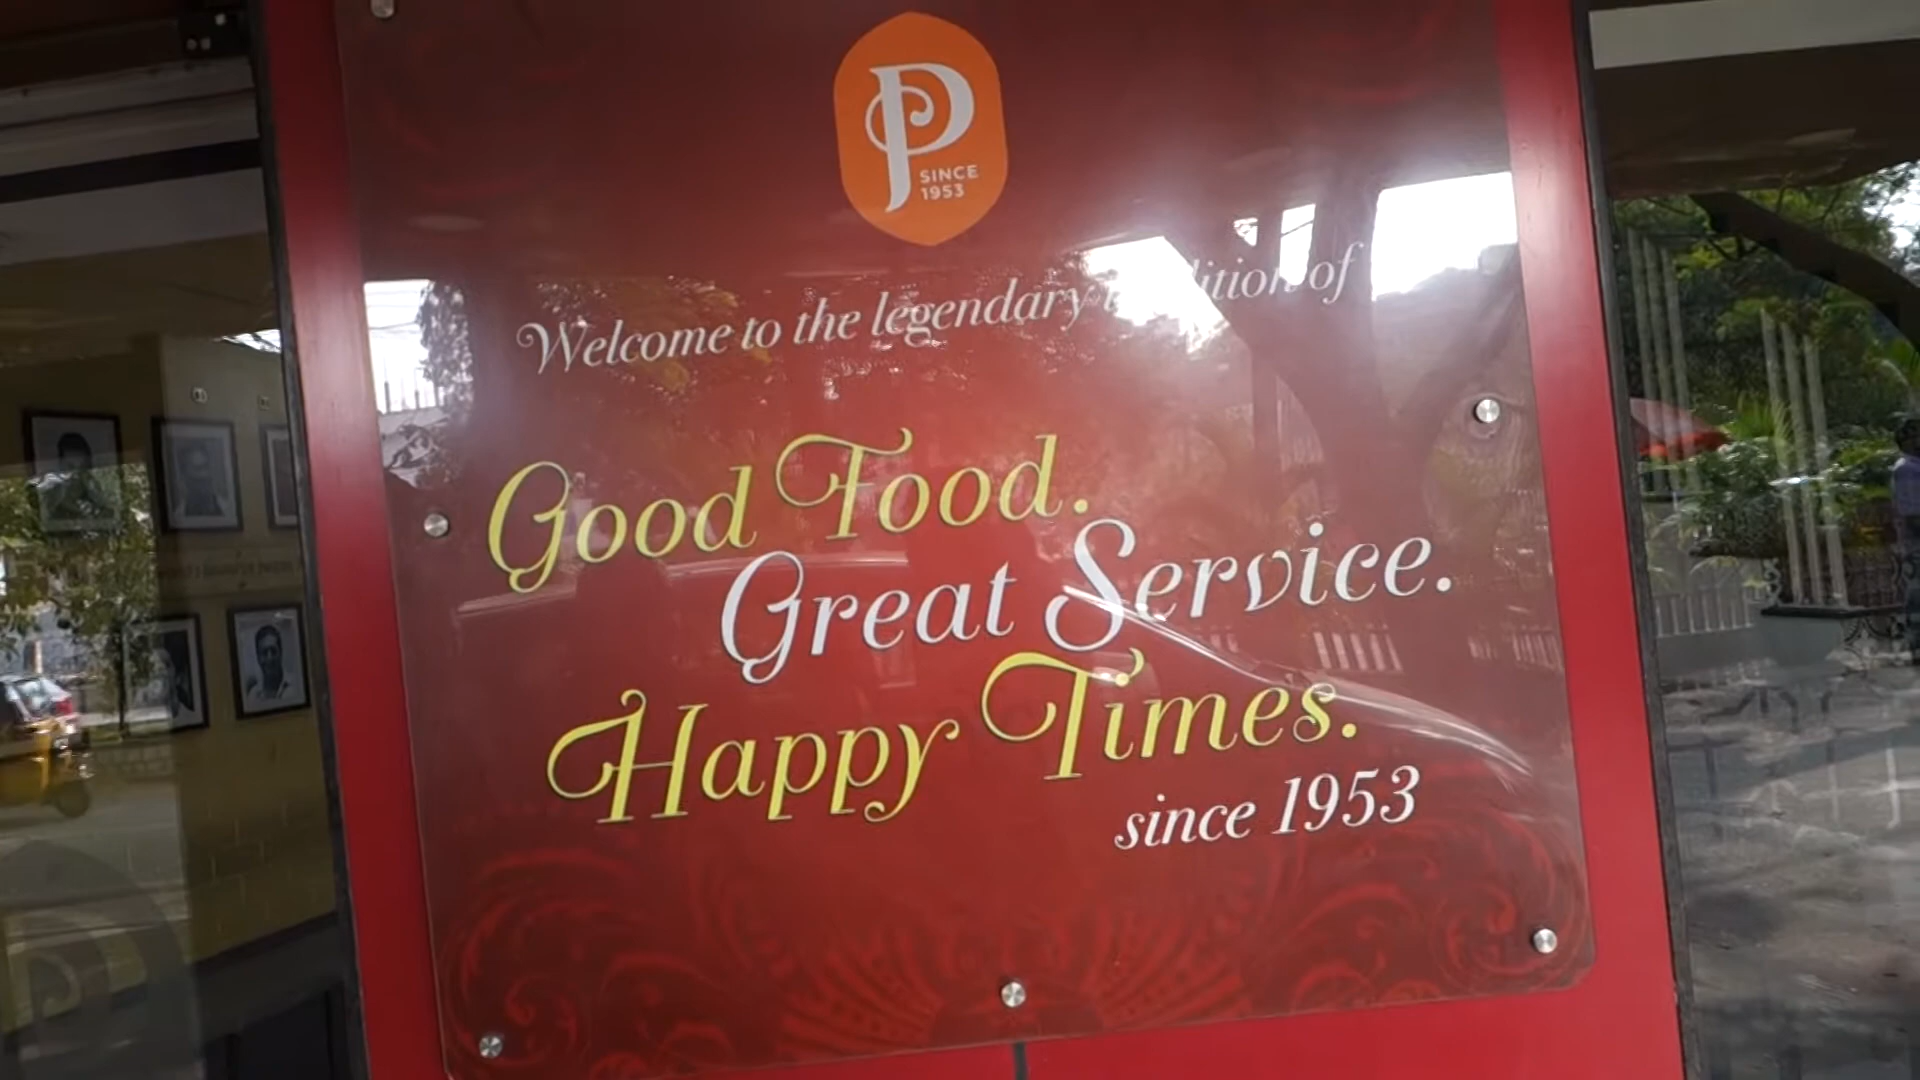 P
SINCE
1953
Welcome to the legendary tradition of
Good Food.
Great Service.
Happy Times.
since 1953